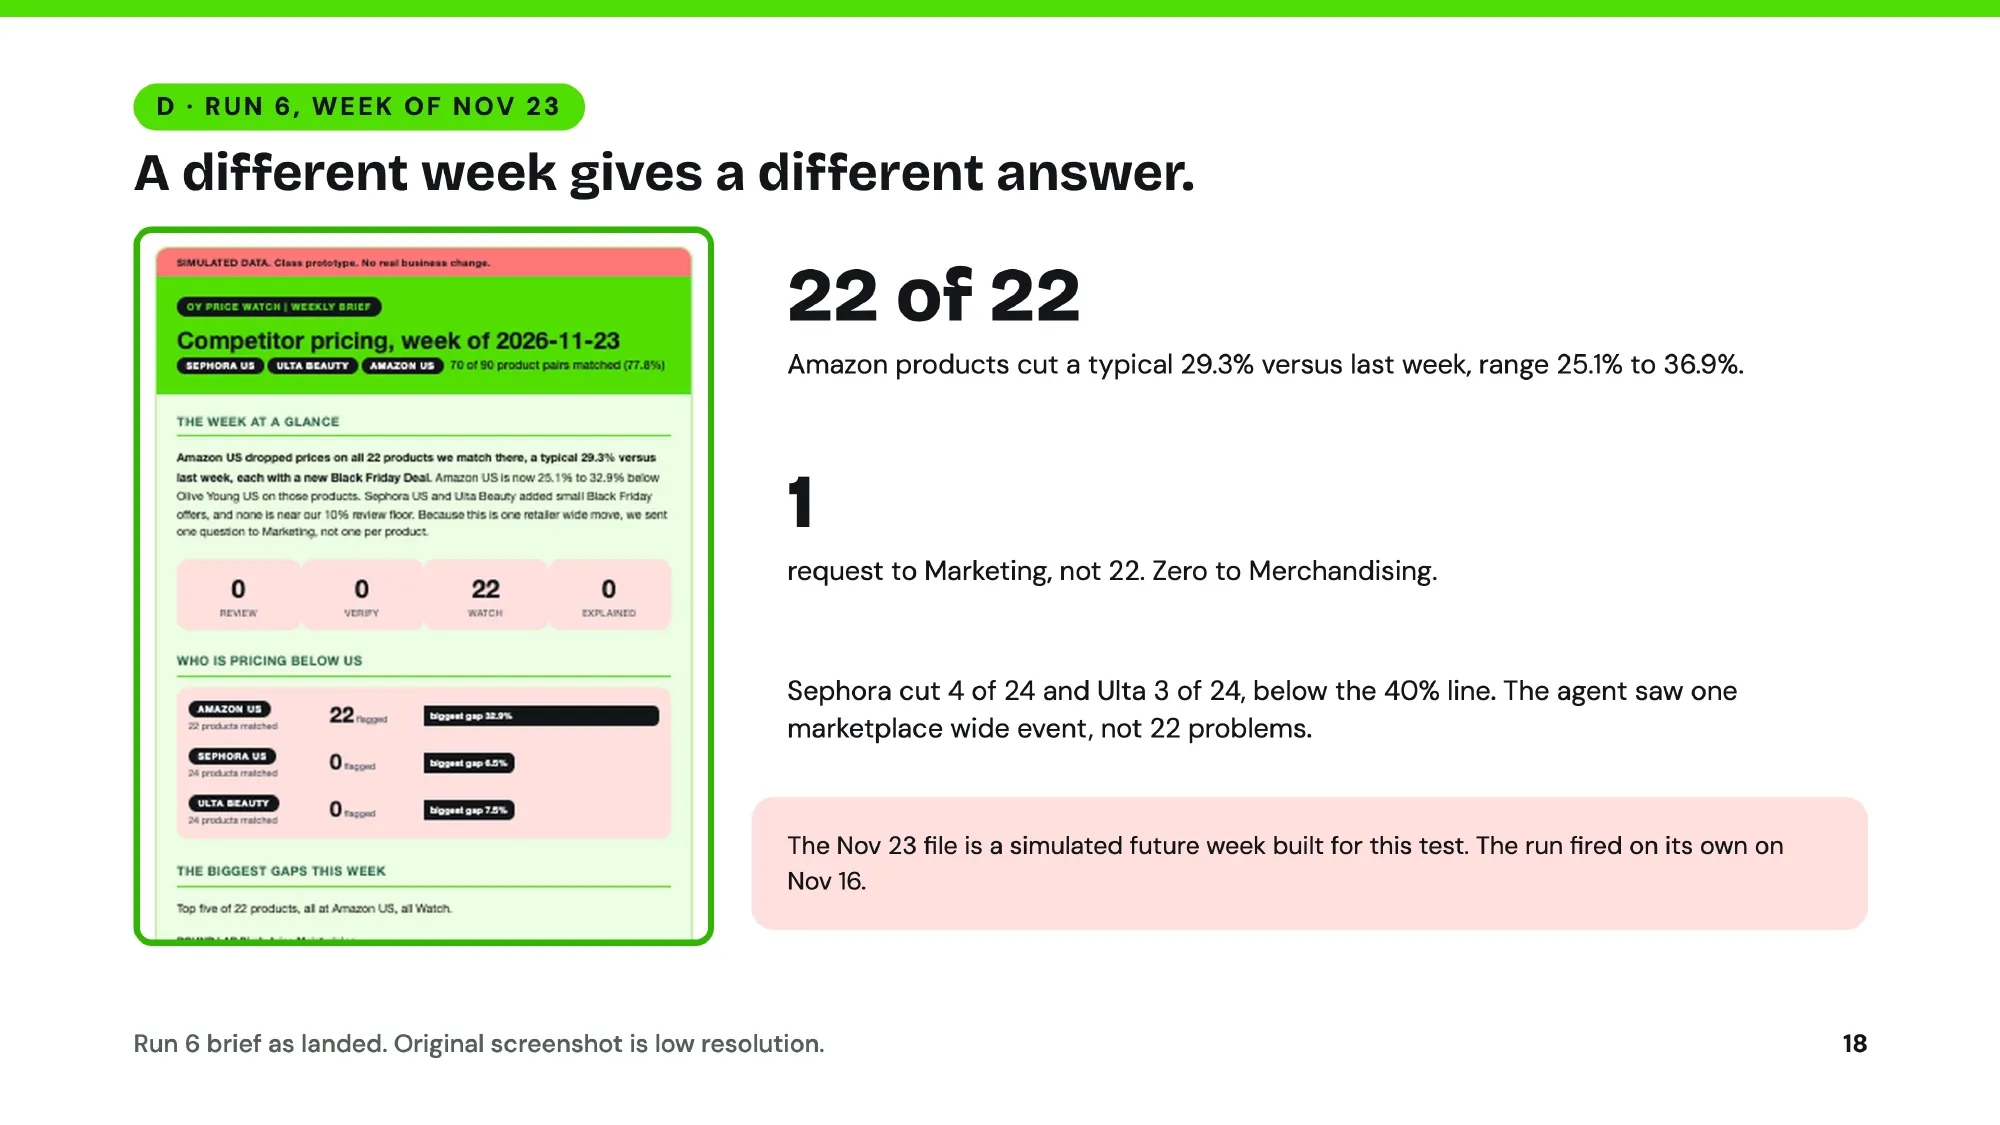 D · RUN 6, WEEK OF NOV 23
A different week gives a different answer.
SIMULATED DATA. Class prototype. No real business change.
OY PRICE WATCH | WEEKLY BRIEF
Competitor pricing, week of 2026-11-23
SEPHORA US ULTA BEAUTY AMAZON US 70 of 90 product pairs matched (77.8%)
THE WEEK AT A GLANCE
Amazon US dropped prices on all 22 products we match there, a typical 29.3% versus
last week, each with a new Black Friday Deal. Amazon US is now 25.1% to 32.9% below
Olive Young US on those products. Sephora US and Ulta Beauty added small Black Friday
offers, and none is near our 10% review floor. Because this is one retailer wide move, we sent
one question to Marketing, not one per product.
0 0 22 0
REVIEW VERIFY WATCH EXPLAINED
WHO IS PRICING BELOW US
AMAZON US 22 flagged biggest gap 32.9%
22 products matched
SEPHORA US 0 flagged biggest gap 6.5%
24 products matched
ULTA BEAUTY 0 flagged biggest gap 7.5%
24 products matched
THE BIGGEST GAPS THIS WEEK
Top five of 22 products, all at Amazon US, all Watch.
22 of 22
Amazon products cut a typical 29.3% versus last week, range 25.1% to 36.9%.
1
request to Marketing, not 22. Zero to Merchandising.
Sephora cut 4 of 24 and Ulta 3 of 24, below the 40% line. The agent saw one
marketplace wide event, not 22 problems.
The Nov 23 file is a simulated future week built for this test. The run fired on its own on
Nov 16.
Run 6 brief as landed. Original screenshot is low resolution.
18